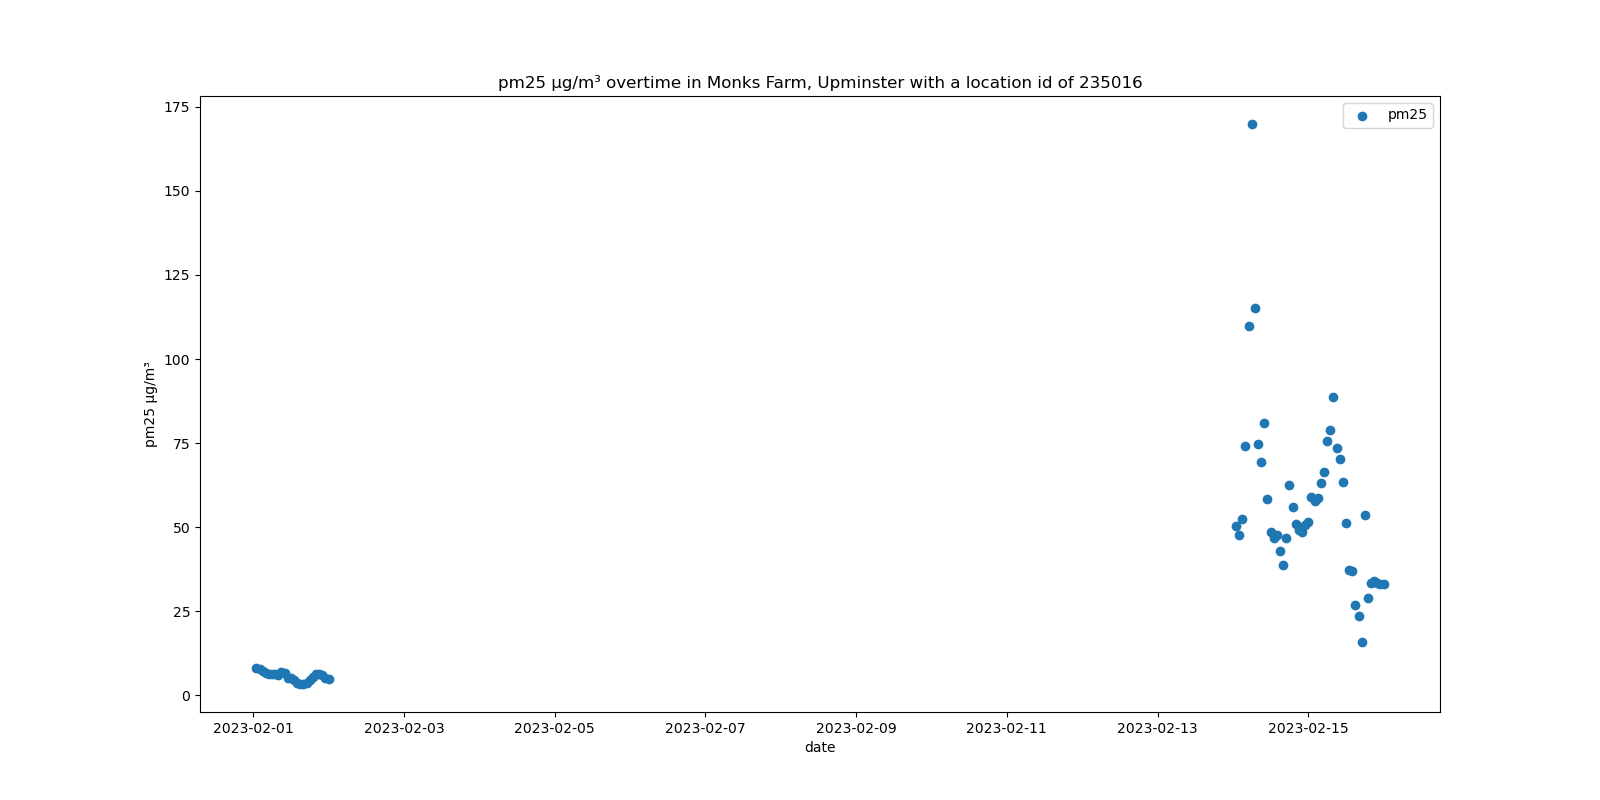 pm25 µg/m³ overtime in Monks Farm, Upminster with a location id of 235016
pm25
175
150
125
100
75
50
25
0
pm25 µg/m³
2023-02-01 2023-02-03 2023-02-05 2023-02-07 2023-02-09 2023-02-11 2023-02-13 2023-02-15
date